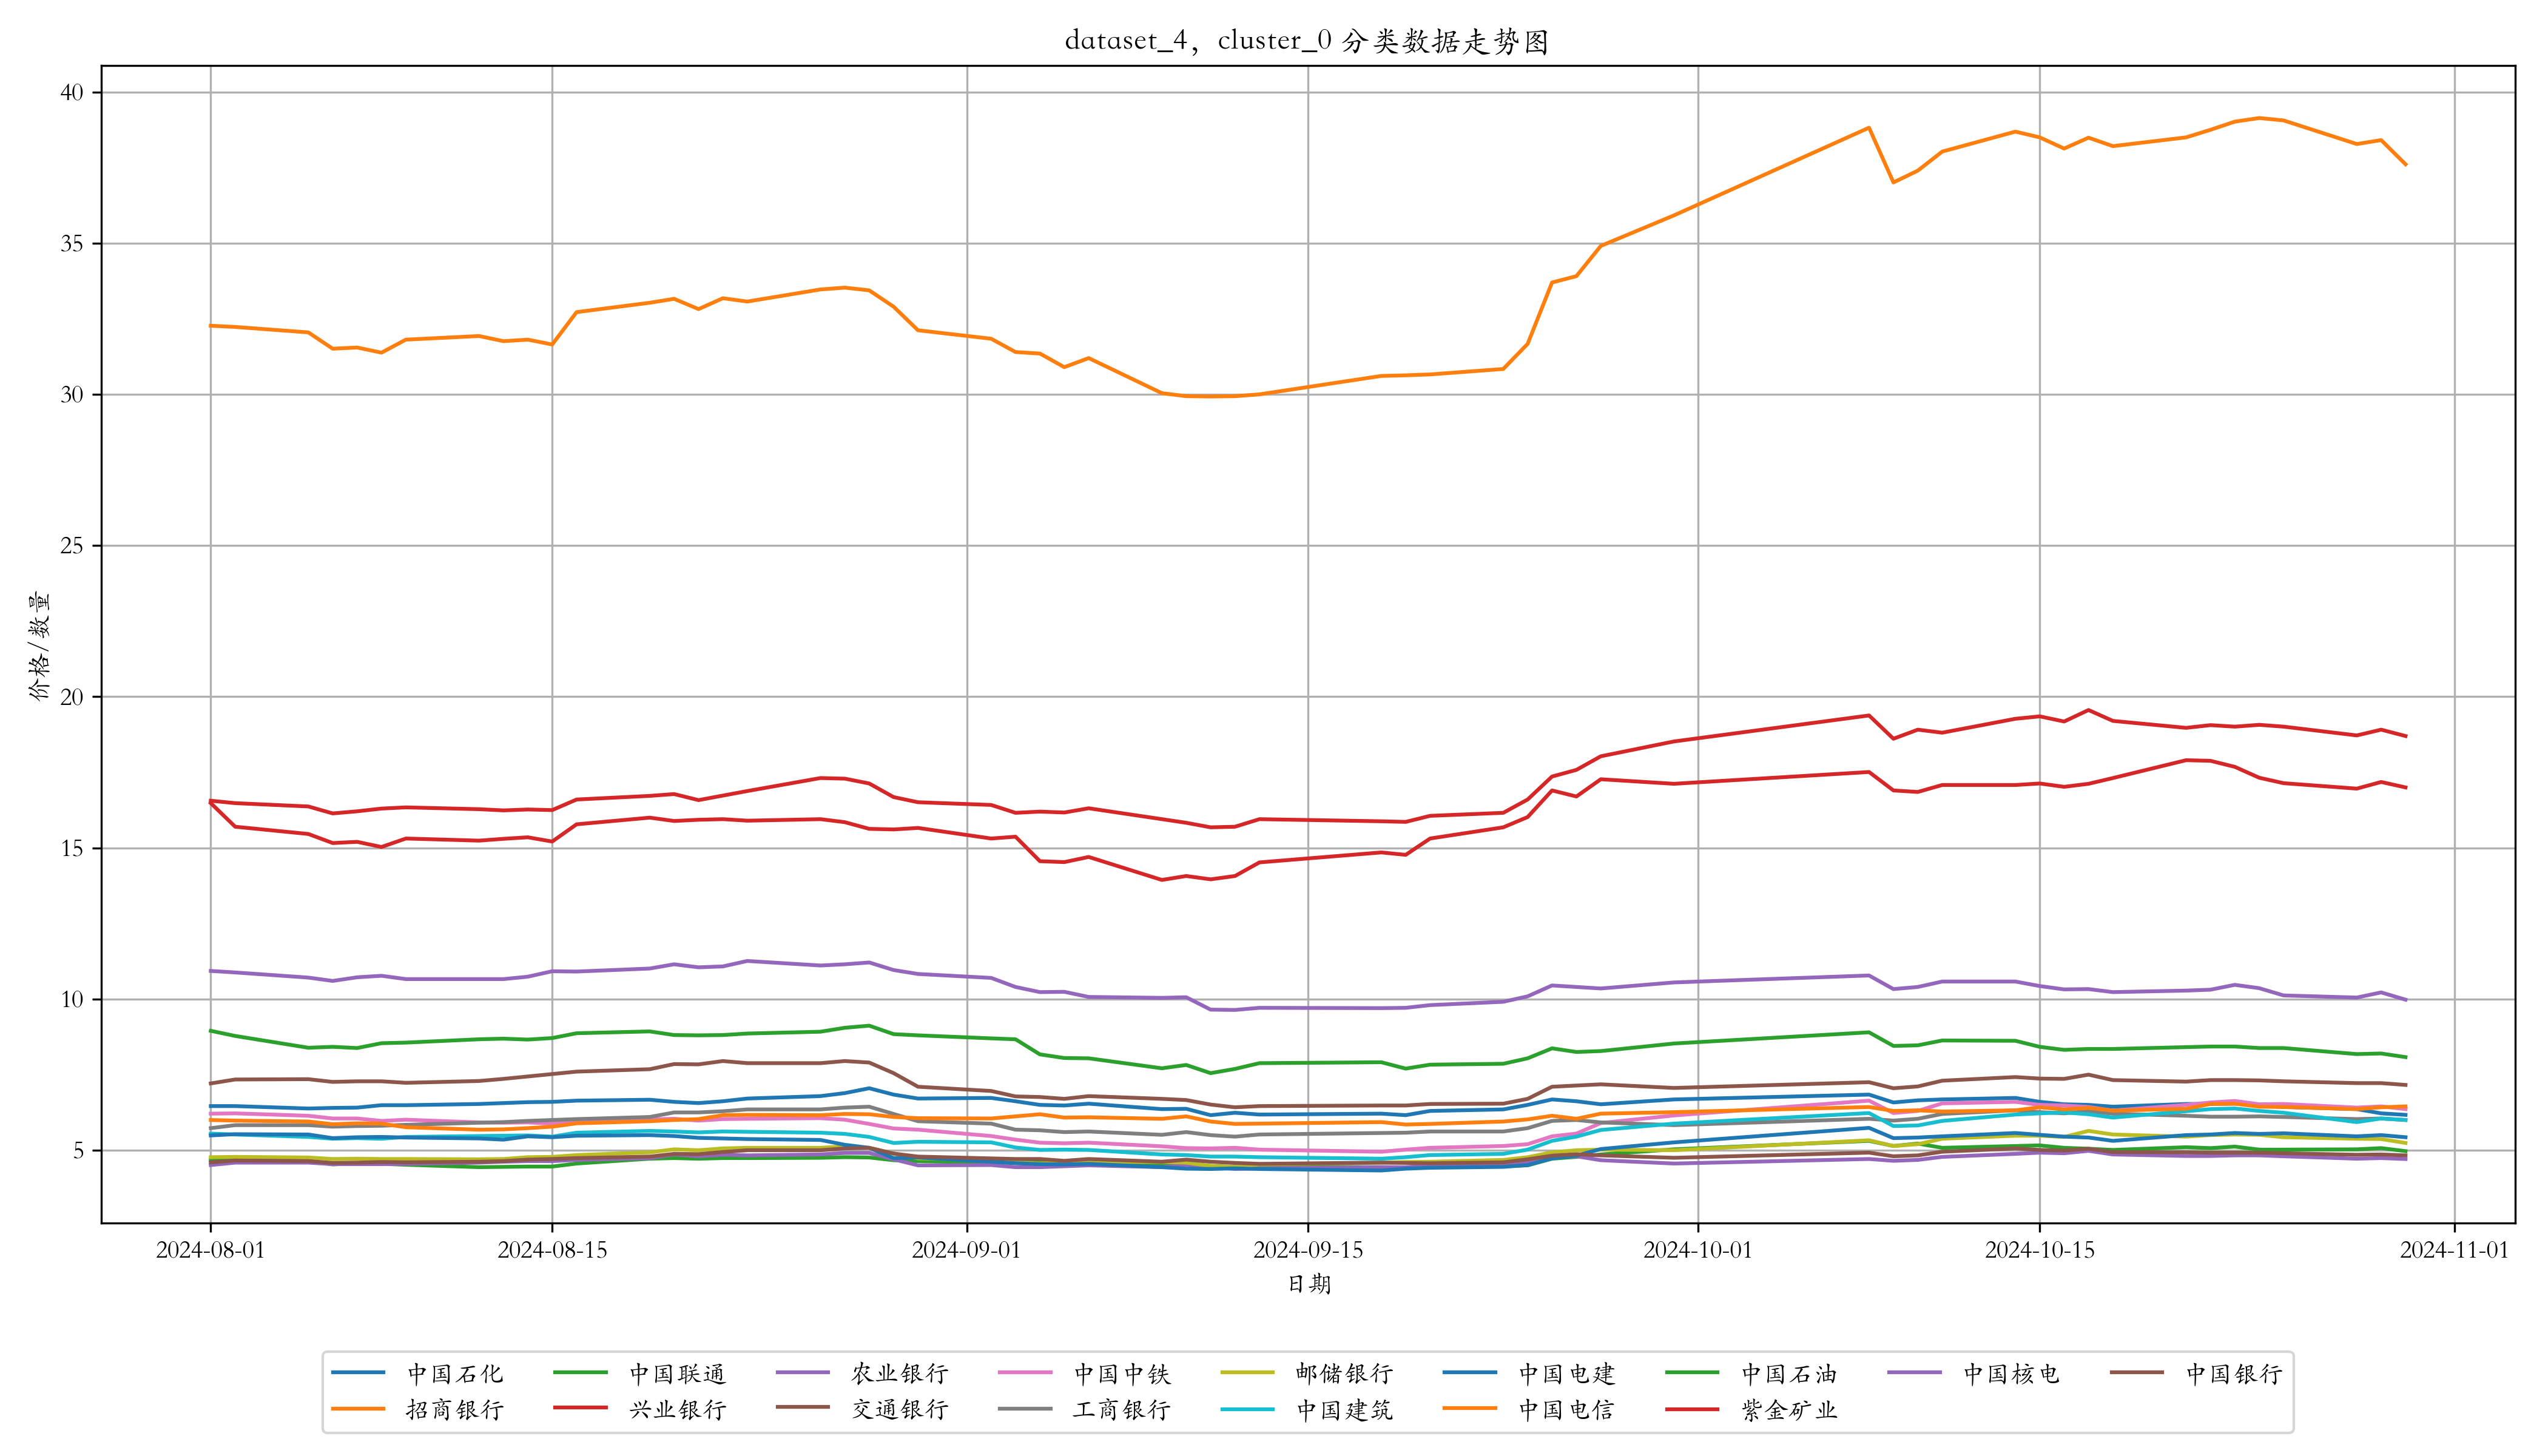 dataset_4，cluster_0 分类数据走势图
40
35
30
25
20
15
10
5
价格/数量
2024-08-01 2024-08-15 2024-09-01 2024-09-15 2024-10-01 2024-10-15 2024-11-01
日期
中国石化 中国联通 农业银行 中国中铁 邮储银行 中国电建 中国石油 中国核电 中国银行
招商银行 兴业银行 交通银行 工商银行 中国建筑 中国电信 紫金矿业